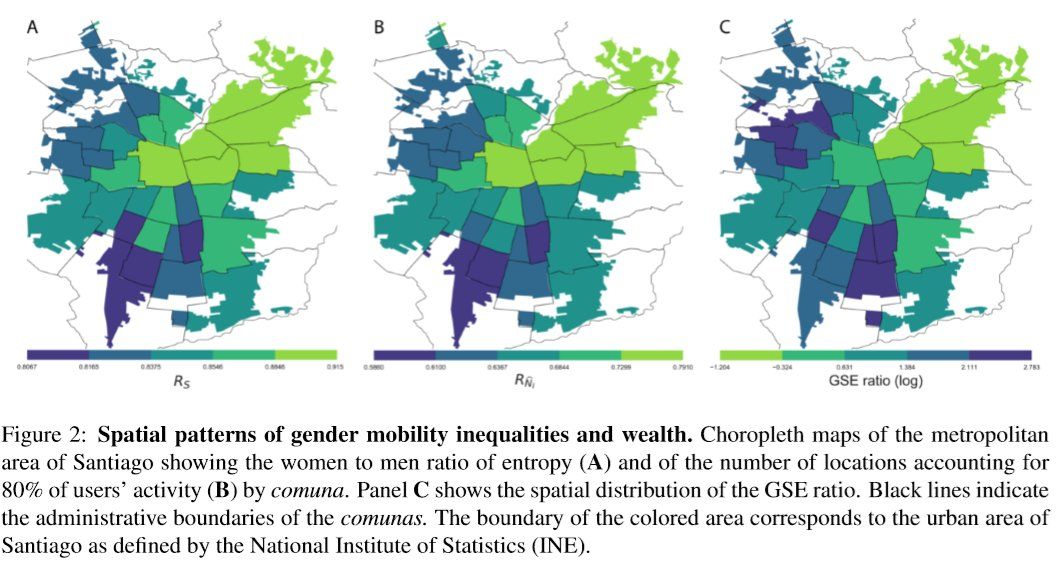 A
B
C
0.8067 0.8165 0.8375 0.8546 0.8846 0.915
R_S
0.5860 0.6100 0.6367 0.6844 0.7299 0.7910
−1.204 −0.324 0.631 1.384 2.111 2.783
GSE ratio (log)
Figure 2: Spatial patterns of gender mobility inequalities and wealth. Choropleth maps of the metropolitan
area of Santiago showing the women to men ratio of entropy (A) and of the number of locations accounting for
80% of users’ activity (B) by comuna. Panel C shows the spatial distribution of the GSE ratio. Black lines indicate
the administrative boundaries of the comunas. The boundary of the colored area corresponds to the urban area of
Santiago as defined by the National Institute of Statistics (INE).